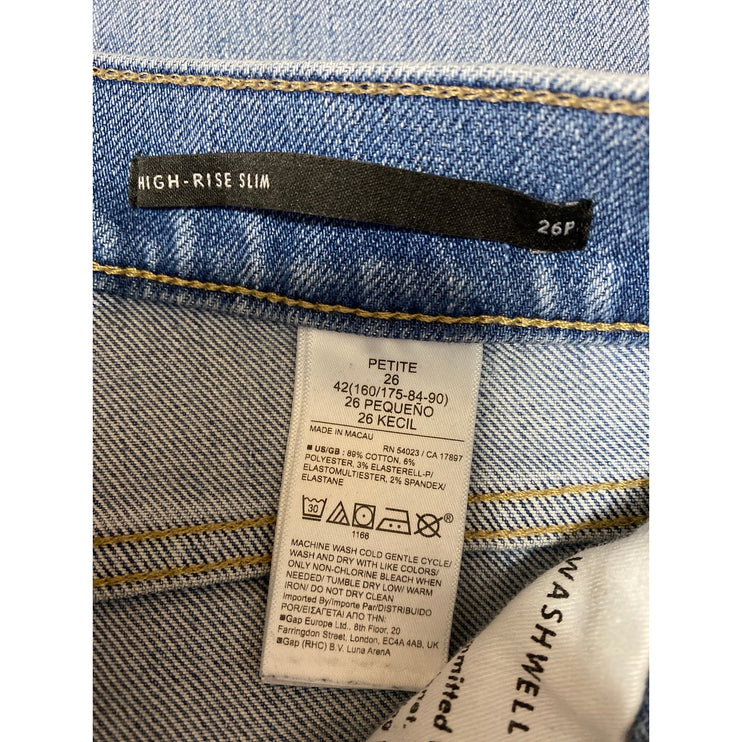 HIGH-RISE SLIM
26P
PETITE
26
42(160/175-84-90)
26 PEQUEÑO
26 KECIL
MADE IN MACAU RN 54023 / CA 17897
■ US/GB : 89% COTTON, 6%
POLYESTER, 3% ELASTERELL-P/
ELASTOMULTIESTER, 2% SPANDEX/
ELASTANE
30
®
1166
MACHINE WASH COLD GENTLE CYCLE/
WASH AND DRY WITH LIKE COLORS/
ONLY NON-CHLORINE BLEACH WHEN
NEEDED/ TUMBLE DRY LOW/ WARM
IRON/ DO NOT DRY CLEAN
Imported By/Importe Par/DISTRIBUIDO
POR/ΕΙΣΑΓΕΤΑΙ ΑΠΟ ΤΗΝ:
■Gap Europe Ltd., 8th Floor, 20
Farringdon Street, London, EC4A 4AB, UK
■Gap (RHC) B.V. Luna ArenA
WASHWELL